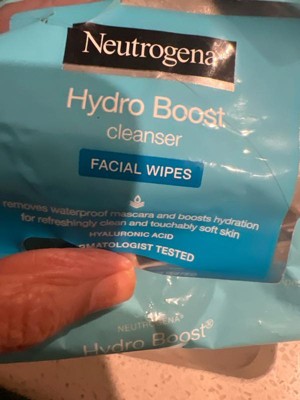 Neutrogena
Hydro Boost
cleanser
FACIAL WIPES
removes waterproof mascara and boosts hydration
for refreshingly clean and touchably soft skin
HYALURONIC ACID
MATOLOGIST TESTED
NEUTROGENA®
Hydro Boost®